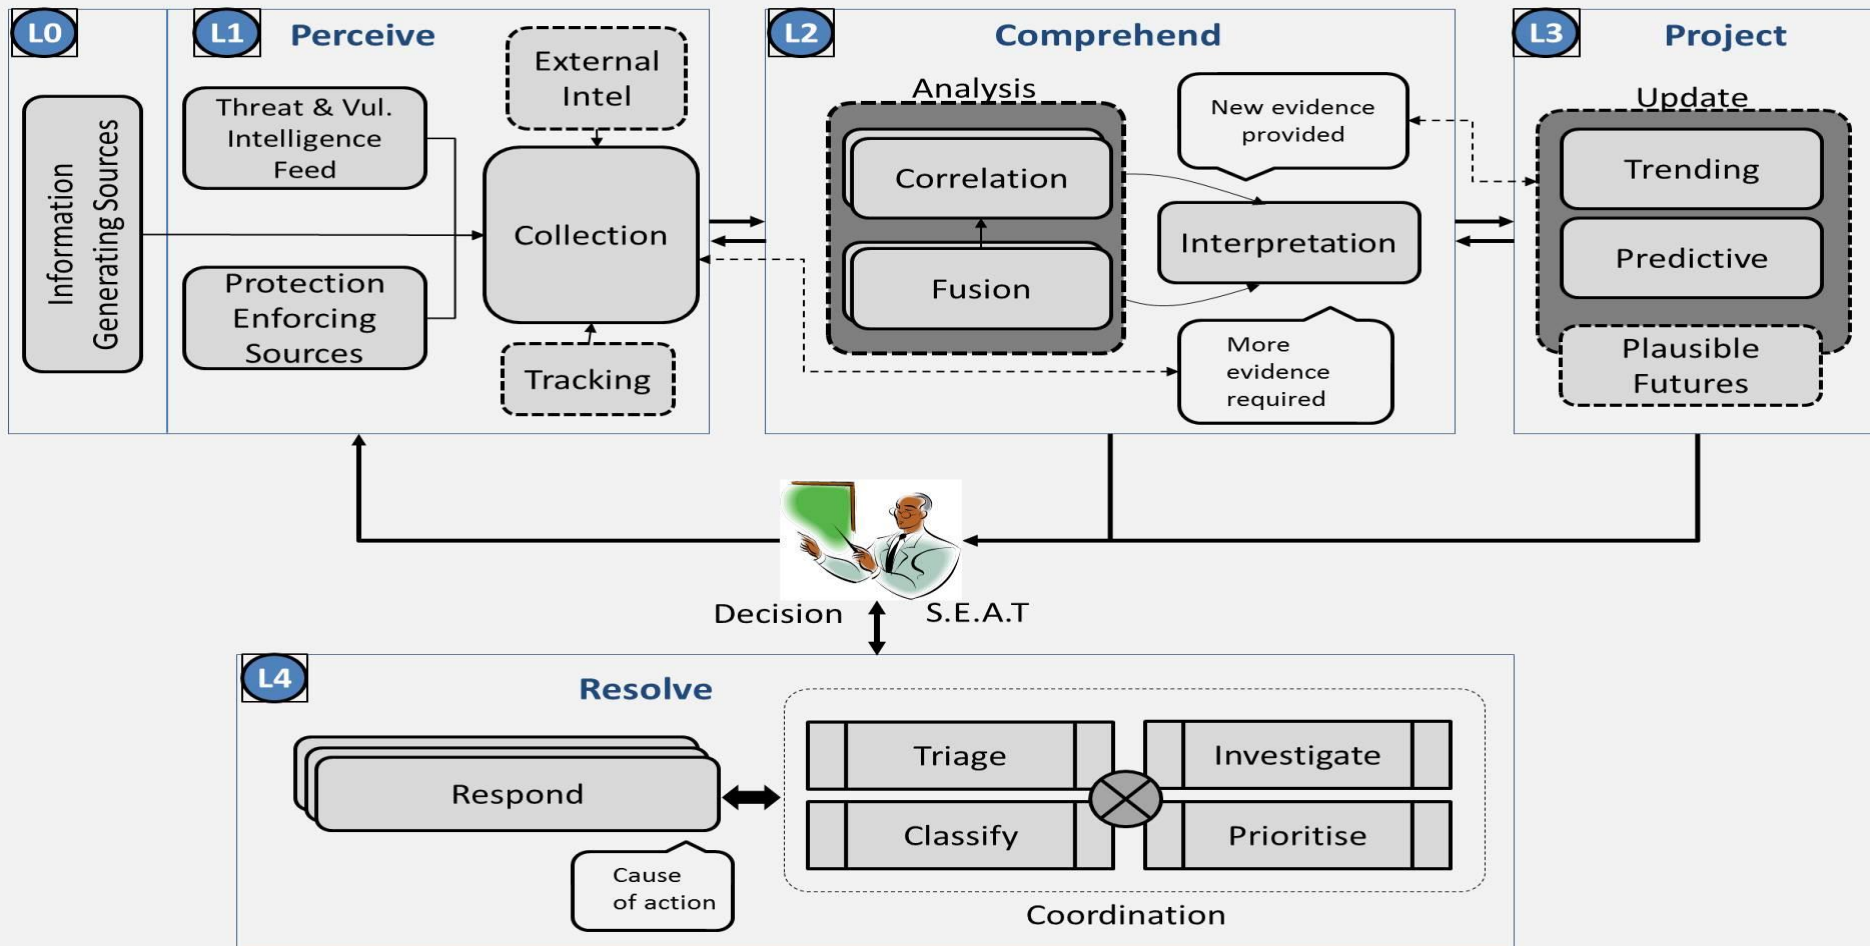 L0
Information
Generating Sources
L1
Perceive
Threat & Vul.
Intelligence
Feed
Protection
Enforcing
Sources
External
Intel
Collection
Tracking
L2
Comprehend
Analysis
Correlation
Fusion
New evidence
provided
Interpretation
More
evidence
required
L3
Project
Update
Trending
Predictive
Plausible
Futures
Decision
S.E.A.T
L4
Resolve
Respond
Cause
of action
Triage
Investigate
Classify
Prioritise
Coordination